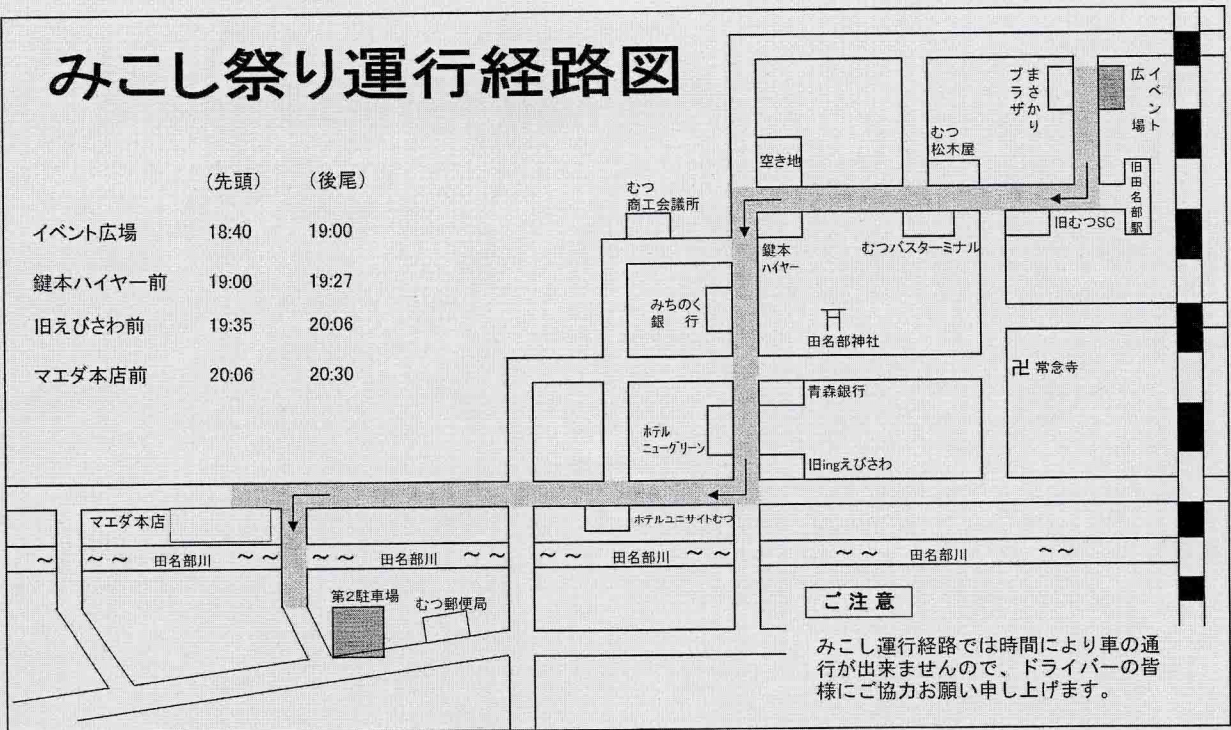 みこし祭り運行経路図
(先頭) (後尾)
イベント広場 18:40 19:00
鍵本ハイヤー前 19:00 19:27
旧えびさわ前 19:35 20:06
マエダ本店前 20:06 20:30
イベント
広場
まさかり
プラザ
むつ
松木屋
空き地
旧田名部駅
旧むつSC
むつバスターミナル
鍵本
ハイヤー
むつ
商工会議所
みちのく
銀 行
田名部神社
卍 常念寺
青森銀行
ホテル
ニューグリーン
旧ingえびさわ
マエダ本店
ホテルユニサイトむつ
~ ~~ 田名部川 ~~ ~~ 田名部川 ~~ ~~ 田名部川 ~~ ~~ 田名部川 ~~
第2駐車場
むつ郵便局
ご注意
みこし運行経路では時間により車の通
行が出来ませんので、ドライバーの皆
様にご協力お願い申し上げます。